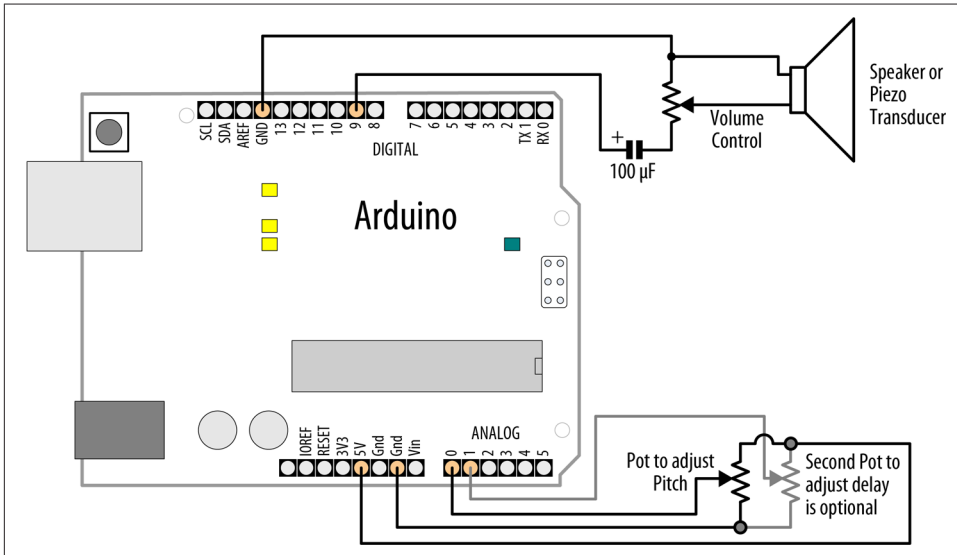 Speaker or
Piezo
Transducer
Volume
Control
+
100 µF
SCL
SDA
AREF
GND
13
12
11
10
9
8
7
6
5
4
3
2
TX 1
RX 0
DIGITAL
Arduino
IOREF
RESET
3V3
5V
Gnd
Gnd
Vin
ANALOG
0
1
2
3
4
5
Pot to adjust
Pitch
Second Pot to
adjust delay
is optional